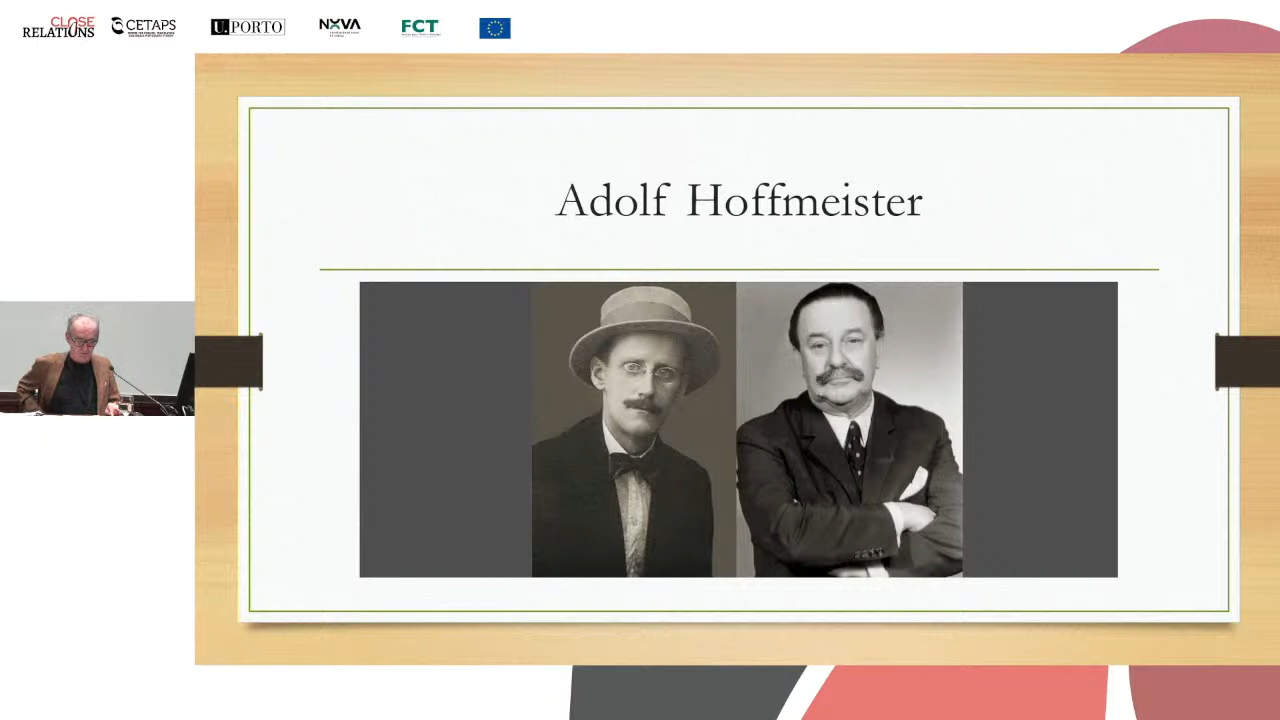 CLOSE
RELATIONS
CETAPS
U. PORTO
NOVA
FCT
Adolf Hoffmeister